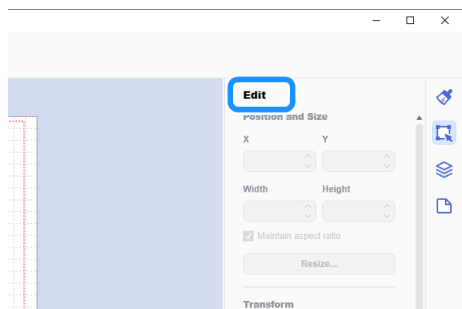 Edit
Position and Size
X Y
Width Height
Maintain aspect ratio
Resize...
Transform